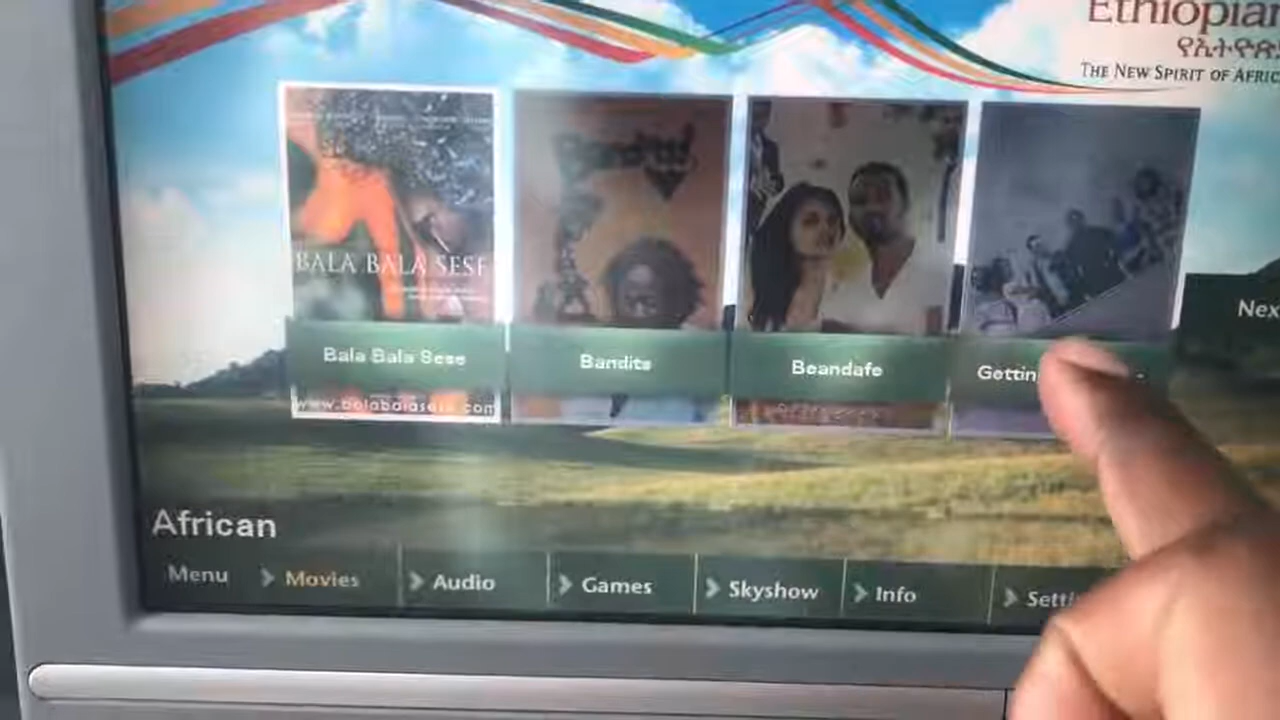 Ethiopian
የኢትዮጵያ
THE NEW SPIRIT OF AFRIC
BALA BALA SESE
Bala Bala Sese
www.balabalasese.com
Bandits
Beandafe
Gettin
Nex
African
Menu
Movies
Audio
Games
Skyshow
Info
Setti